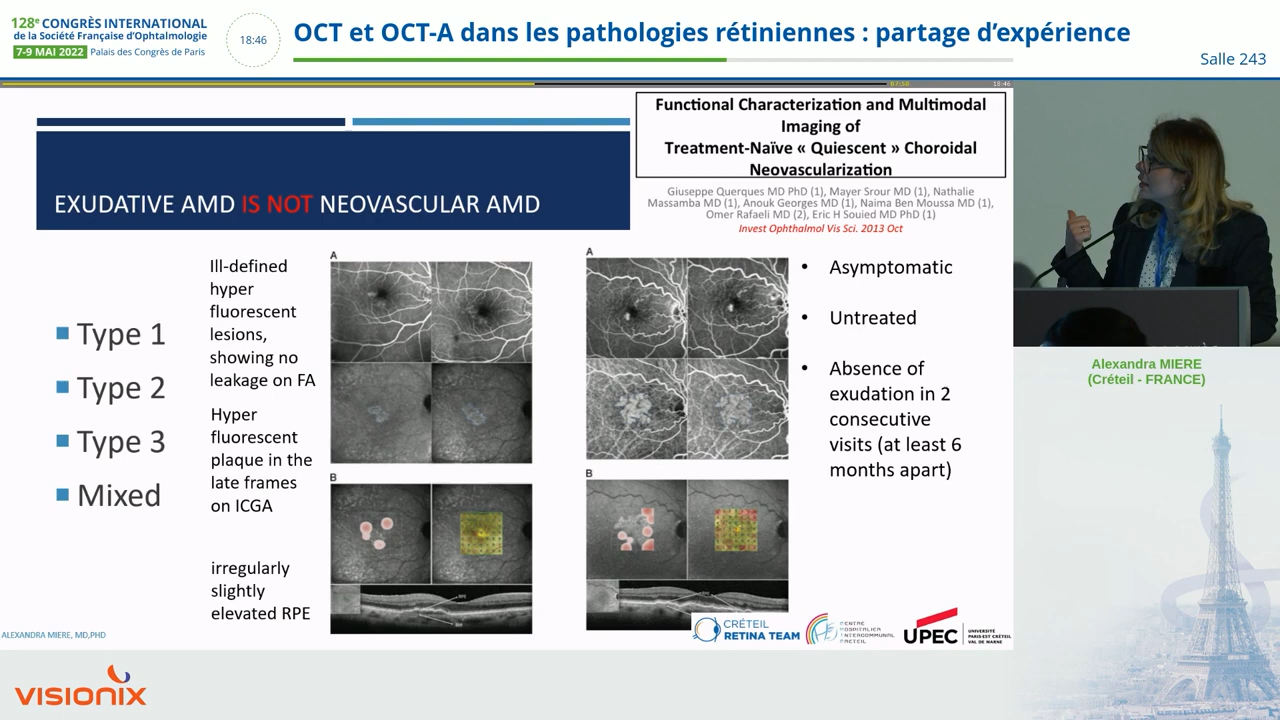 128e CONGRÈS INTERNATIONAL
de la Société Française d'Ophtalmologie
7-9 MAI 2022 Palais des Congrès de Paris
18:46
OCT et OCT-A dans les pathologies rétiniennes : partage d'expérience
Salle 243
07:50
18:46
EXUDATIVE AMD IS NOT NEOVASCULAR AMD
Functional Characterization and Multimodal
Imaging of
Treatment-Naïve « Quiescent » Choroidal
Neovascularization
Giuseppe Querques MD PhD (1), Mayer Srour MD (1), Nathalie
Massamba MD (1), Anouk Georges MD (1), Naima Ben Moussa MD (1),
Omer Rafaeli MD (2), Eric H Souied MD PhD (1)
Invest Ophthalmol Vis Sci. 2013 Oct
Type 1
Type 2
Type 3
Mixed
Ill-defined
hyper
fluorescent
lesions,
showing no
leakage on FA
Hyper
fluorescent
plaque in the
late frames
on ICGA
irregularly
slightly
elevated RPE
A
B
A
B
• Asymptomatic
• Untreated
• Absence of
exudation in 2
consecutive
visits (at least 6
months apart)
ALEXANDRA MIERE, MD,PHD
CRÉTEIL
RETINA TEAM
CENTRE
HOSPITALIER
INTERCOMMUNAL
CRETEIL
UPEC
UNIVERSITÉ
PARIS-EST CRÉTEIL
VAL DE MARNE
Alexandra MIERE
(Créteil - FRANCE)
VISIONIX